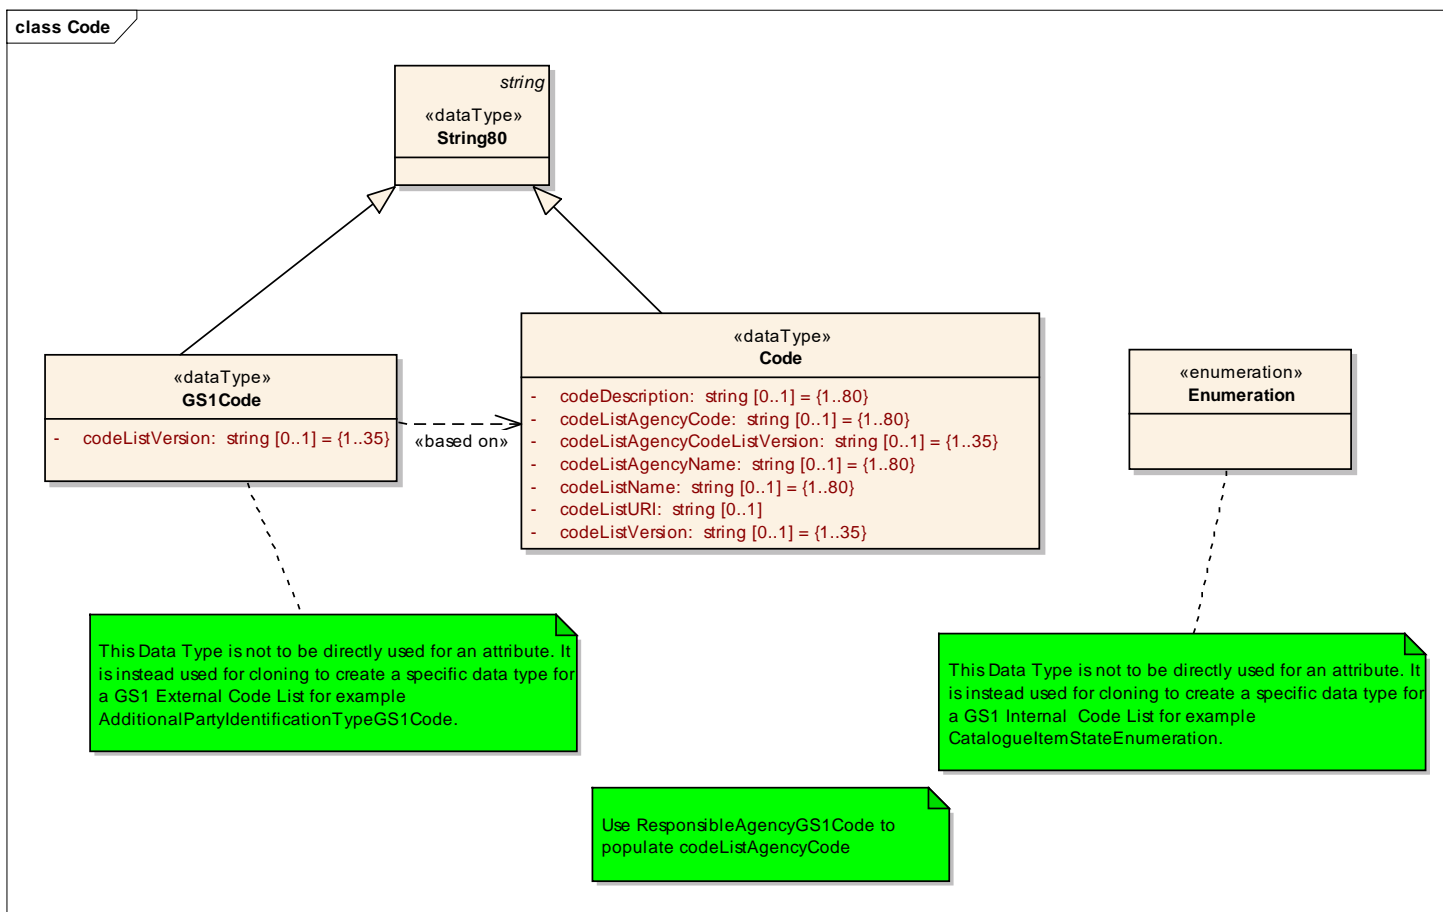 class Code
string
«dataType»
String80
«dataType»
GS1Code
- codeListVersion: string [0..1] = {1..35}
«based on»
«dataType»
Code
- codeDescription: string [0..1] = {1..80}
- codeListAgencyCode: string [0..1] = {1..80}
- codeListAgencyCodeListVersion: string [0..1] = {1..35}
- codeListAgencyName: string [0..1] = {1..80}
- codeListName: string [0..1] = {1..80}
- codeListURI: string [0..1]
- codeListVersion: string [0..1] = {1..35}
«enumeration»
Enumeration
This Data Type is not to be directly used for an attribute. It
is instead used for cloning to create a specific data type for
a GS1 External Code List for example
AdditionalPartyIdentificationTypeGS1Code.
This Data Type is not to be directly used for an attribute. It
is instead used for cloning to create a specific data type for
a GS1 Internal Code List for example
CatalogueItemStateEnumeration.
Use ResponsibleAgencyGS1Code to
populate codeListAgencyCode